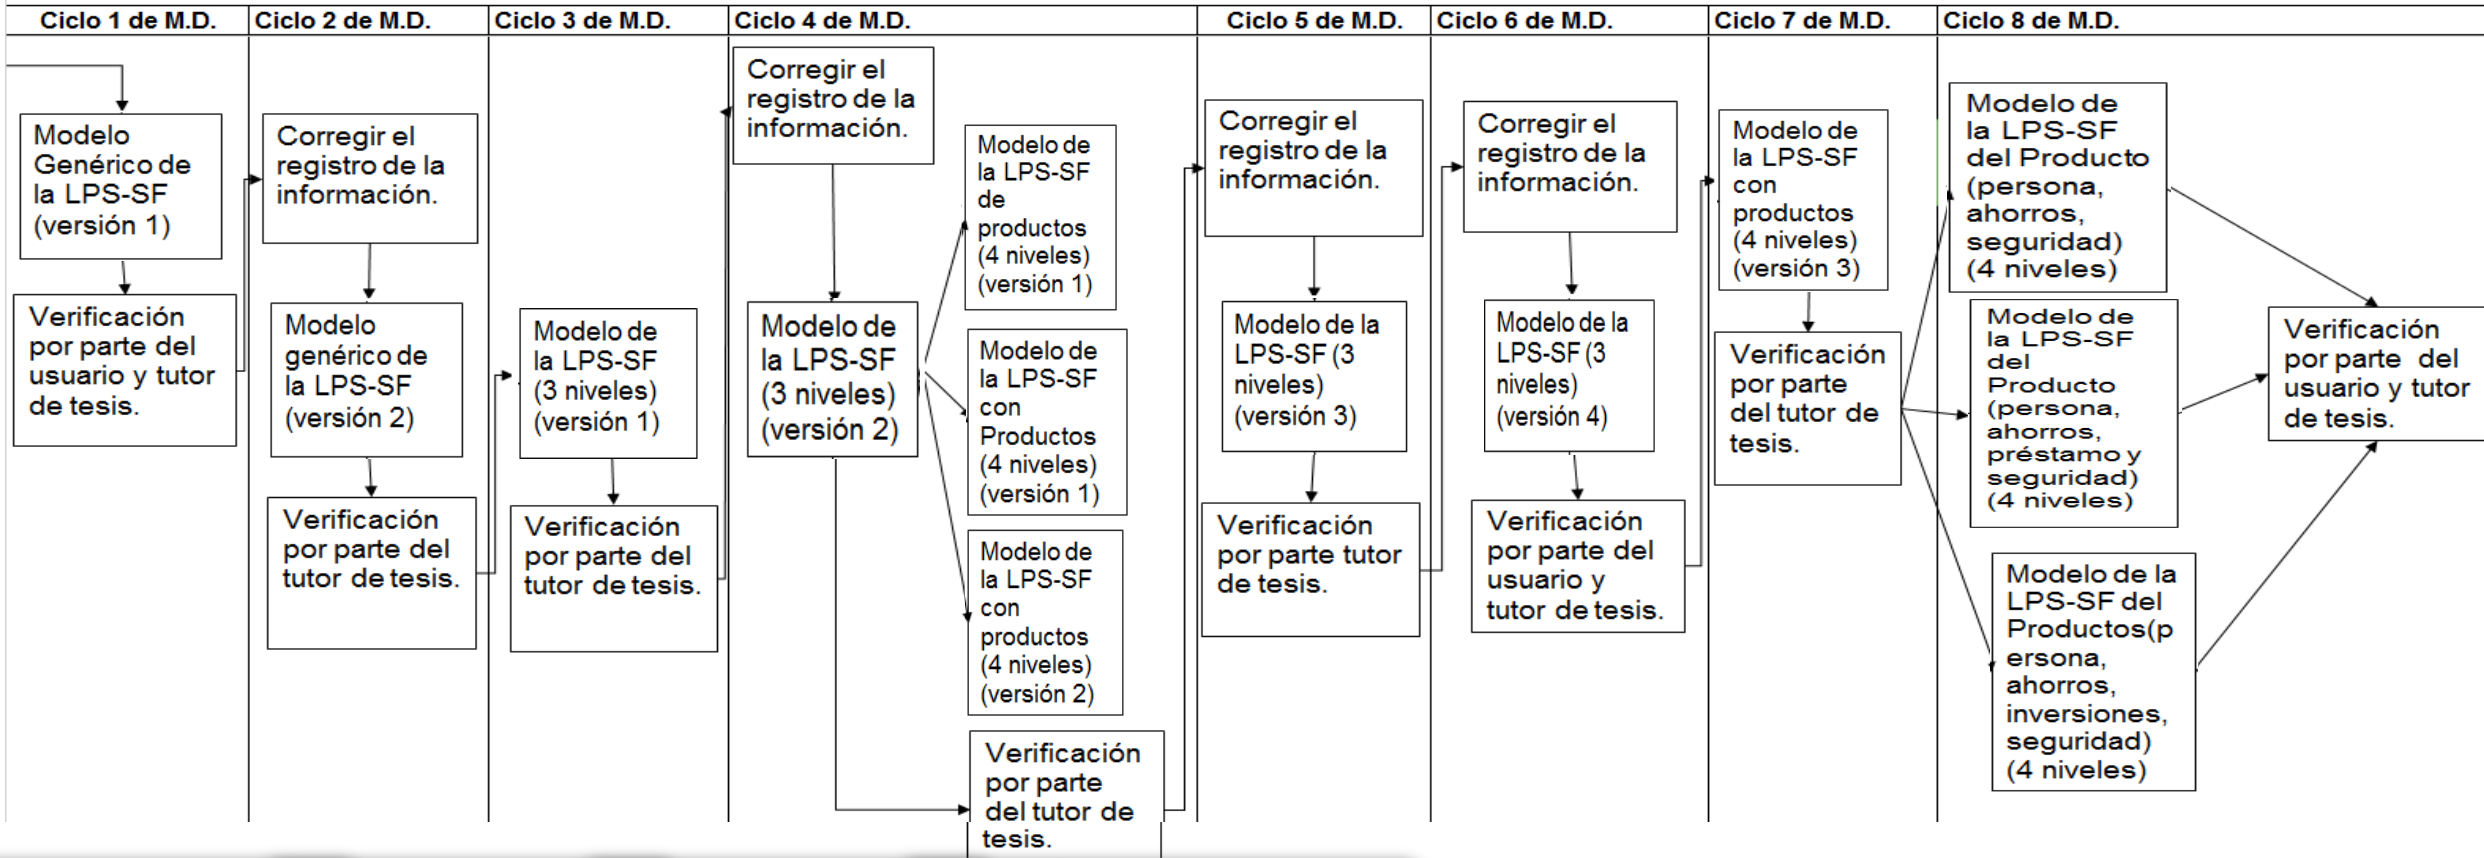 Ciclo 1 de M.D.
Ciclo 2 de M.D.
Ciclo 3 de M.D.
Ciclo 4 de M.D.
Ciclo 5 de M.D.
Ciclo 6 de M.D.
Ciclo 7 de M.D.
Ciclo 8 de M.D.
Modelo
Genérico de
la LPS-SF
(versión 1)
Verificación
por parte del
usuario y tutor
de tesis.
Corregir el
registro de la
información.
Modelo
genérico de
la LPS-SF
(versión 2)
Verificación
por parte del
tutor de tesis.
Modelo de
la LPS-SF
(3 niveles)
(versión 1)
Verificación
por parte del
tutor de tesis.
Corregir el
registro de la
información.
Modelo de
la LPS-SF
(3 niveles)
(versión 2)
Modelo de
la LPS-SF
de
productos
(4 niveles)
(versión 1)
Modelo de
la LPS-SF
con
Productos
(4 niveles)
(versión 1)
Modelo de
la LPS-SF
con
productos
(4 niveles)
(versión 2)
Verificación
por parte
del tutor de
tesis.
Corregir el
registro de la
información.
Modelo de la
LPS-SF (3
niveles)
(versión 3)
Verificación
por parte tutor
de tesis.
Corregir el
registro de la
información.
Modelo de la
LPS-SF (3
niveles)
(versión 4)
Verificación
por parte del
usuario y
tutor de tesis.
Modelo de
la LPS-SF
con
productos
(4 niveles)
(versión 3)
Verificación
por parte
del tutor de
tesis.
Modelo de
la LPS-SF
del Producto
(persona,
ahorros,
seguridad)
(4 niveles)
Modelo de
la LPS-SF
del
Producto
(persona,
ahorros,
préstamo y
seguridad)
(4 niveles)
Modelo de la
LPS-SF del
Productos(p
ersona,
ahorros,
inversiones,
seguridad)
(4 niveles)
Verificación
por parte del
usuario y tutor
de tesis.